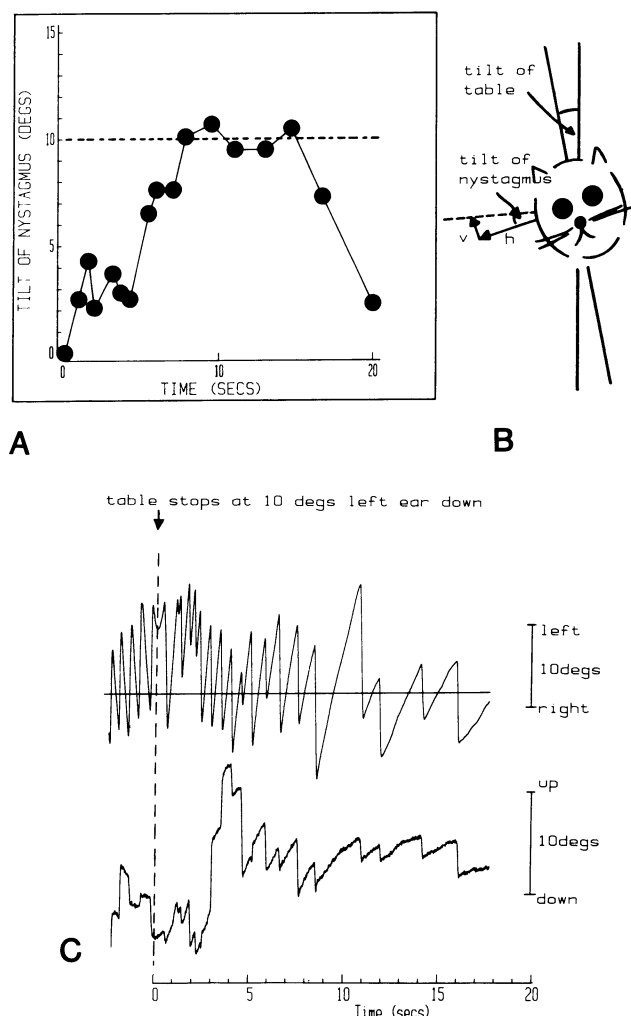 15
10
5
0
TILT OF NYSTAGMUS (DEGS)
0
10
20
TIME (SECS)
A
tilt of
table
tilt of
nystagmus
v
h
B
table stops at 10 degs left ear down
left
10degs
right
up
10degs
down
C
0
5
10
15
20
Time (secs)